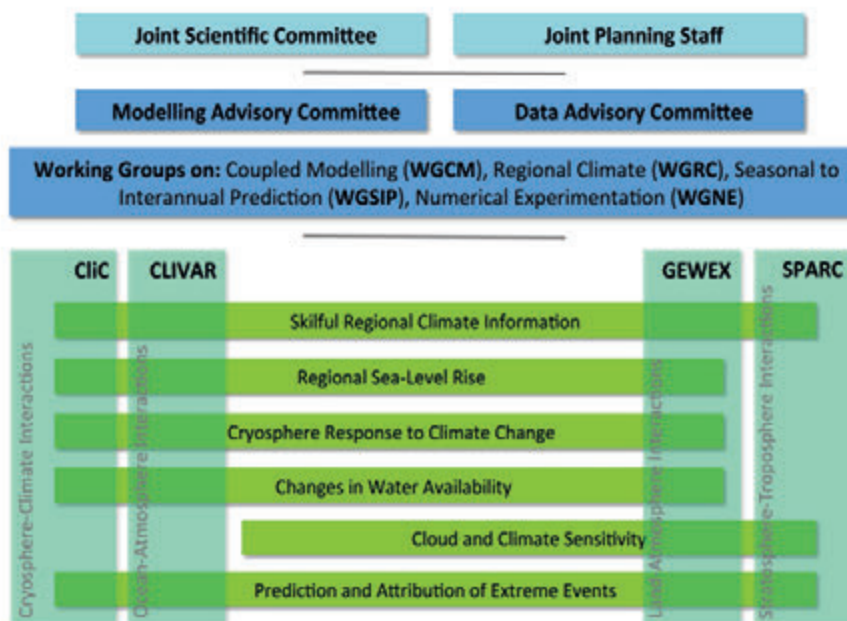 Joint Scientific Committee
Joint Planning Staff
Modelling Advisory Committee
Data Advisory Committee
Working Groups on: Coupled Modelling (WGCM), Regional Climate (WGRC), Seasonal to
Interannual Prediction (WGSIP), Numerical Experimentation (WGNE)
CliC
CLIVAR
GEWEX
SPARC
Skilful Regional Climate Information
Regional Sea-Level Rise
Cryosphere Response to Climate Change
Changes in Water Availability
Cloud and Climate Sensitivity
Prediction and Attribution of Extreme Events
Cryosphere-Climate Interactions
Ocean-Atmosphere Interactions
Land-Atmosphere Interactions
Stratosphere-Troposphere Interactions